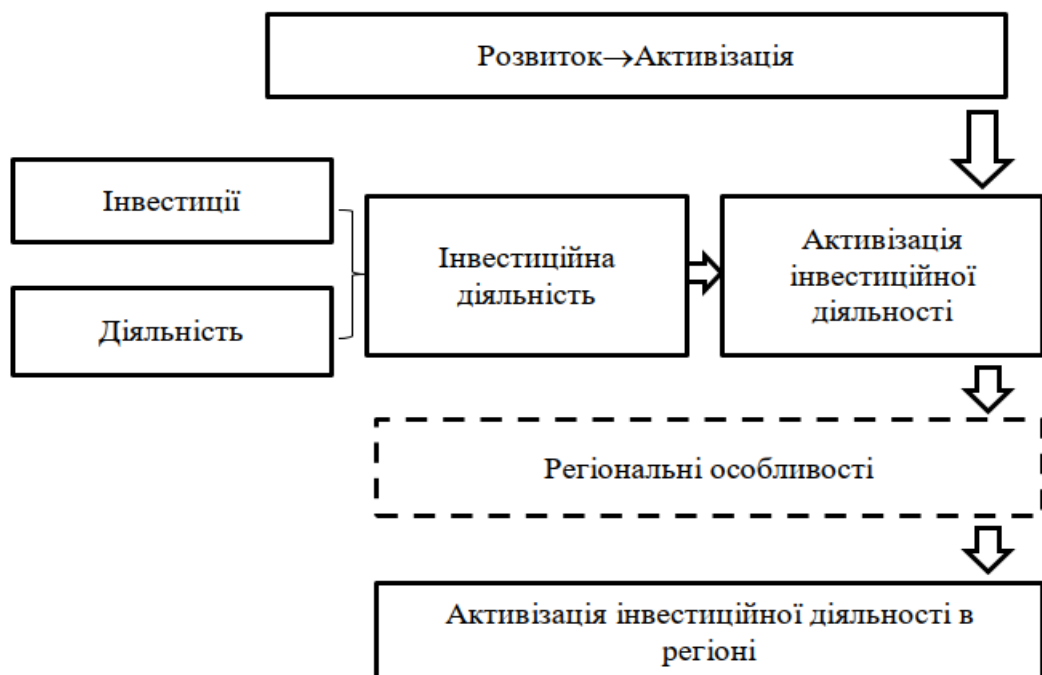 Розвиток→Активізація
Інвестиції
Діяльність
Інвестиційна
діяльність
Активізація
інвестиційної
діяльності
Регіональні особливості
Активізація інвестиційної діяльності в
регіоні